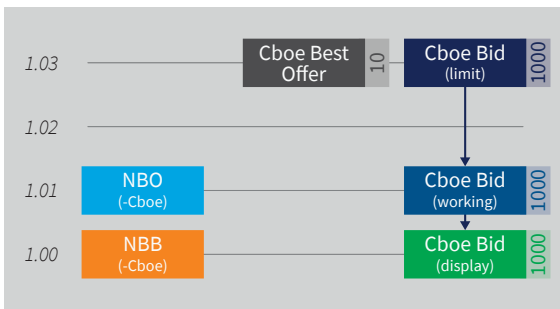 1.03
Cboe Best
Offer
10
Cboe Bid
(limit)
1000
1.02
1.01
NBO
(-Cboe)
Cboe Bid
(working)
1000
1.00
NBB
(-Cboe)
Cboe Bid
(display)
1000